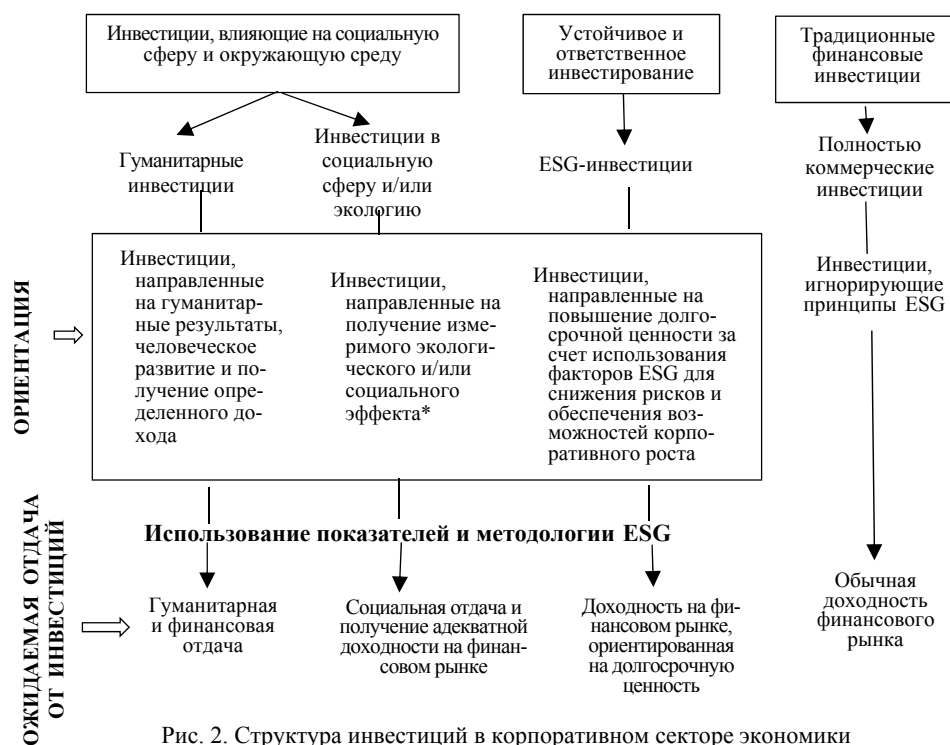 Инвестиции, влияющие на социальную
сферу и окружающую среду
Устойчивое и
ответственное
инвестирование
Традиционные
финансовые
инвестиции
Гуманитарные
инвестиции
Инвестиции в
социальную
сферу и/или
экологию
ESG-инвестиции
Полностью
коммерческие
инвестиции
ОРИЕНТАЦИЯ
Инвестиции,
направленные
на гуманитар-
ные результаты,
человеческое
развитие и по-
лучение опре-
деленного до-
хода
Инвестиции,
направленные на
получение изме-
римого экологи-
ческого и/или
социального
эффекта*
Инвестиции,
направленные на
повышение долго-
срочной ценности за
счет использования
факторов ESG для
снижения рисков и
обеспечения воз-
можностей корпо-
ративного роста
Инвестиции,
игнорирующие
принципы ESG
Использование показателей и методологии ESG
ОЖИДАЕМАЯ ОТДАЧА
ОТ ИНВЕСТИЦИЙ
Гуманитарная
и финансовая
отдача
Социальная отдача и
получение адекватной
доходности на финан-
совом рынке
Доходность на фи-
нансовом рынке,
ориентированная
на долгосрочную
ценность
Обычная
доходность
финансового
рынка
Рис. 2. Структура инвестиций в корпоративном секторе экономики